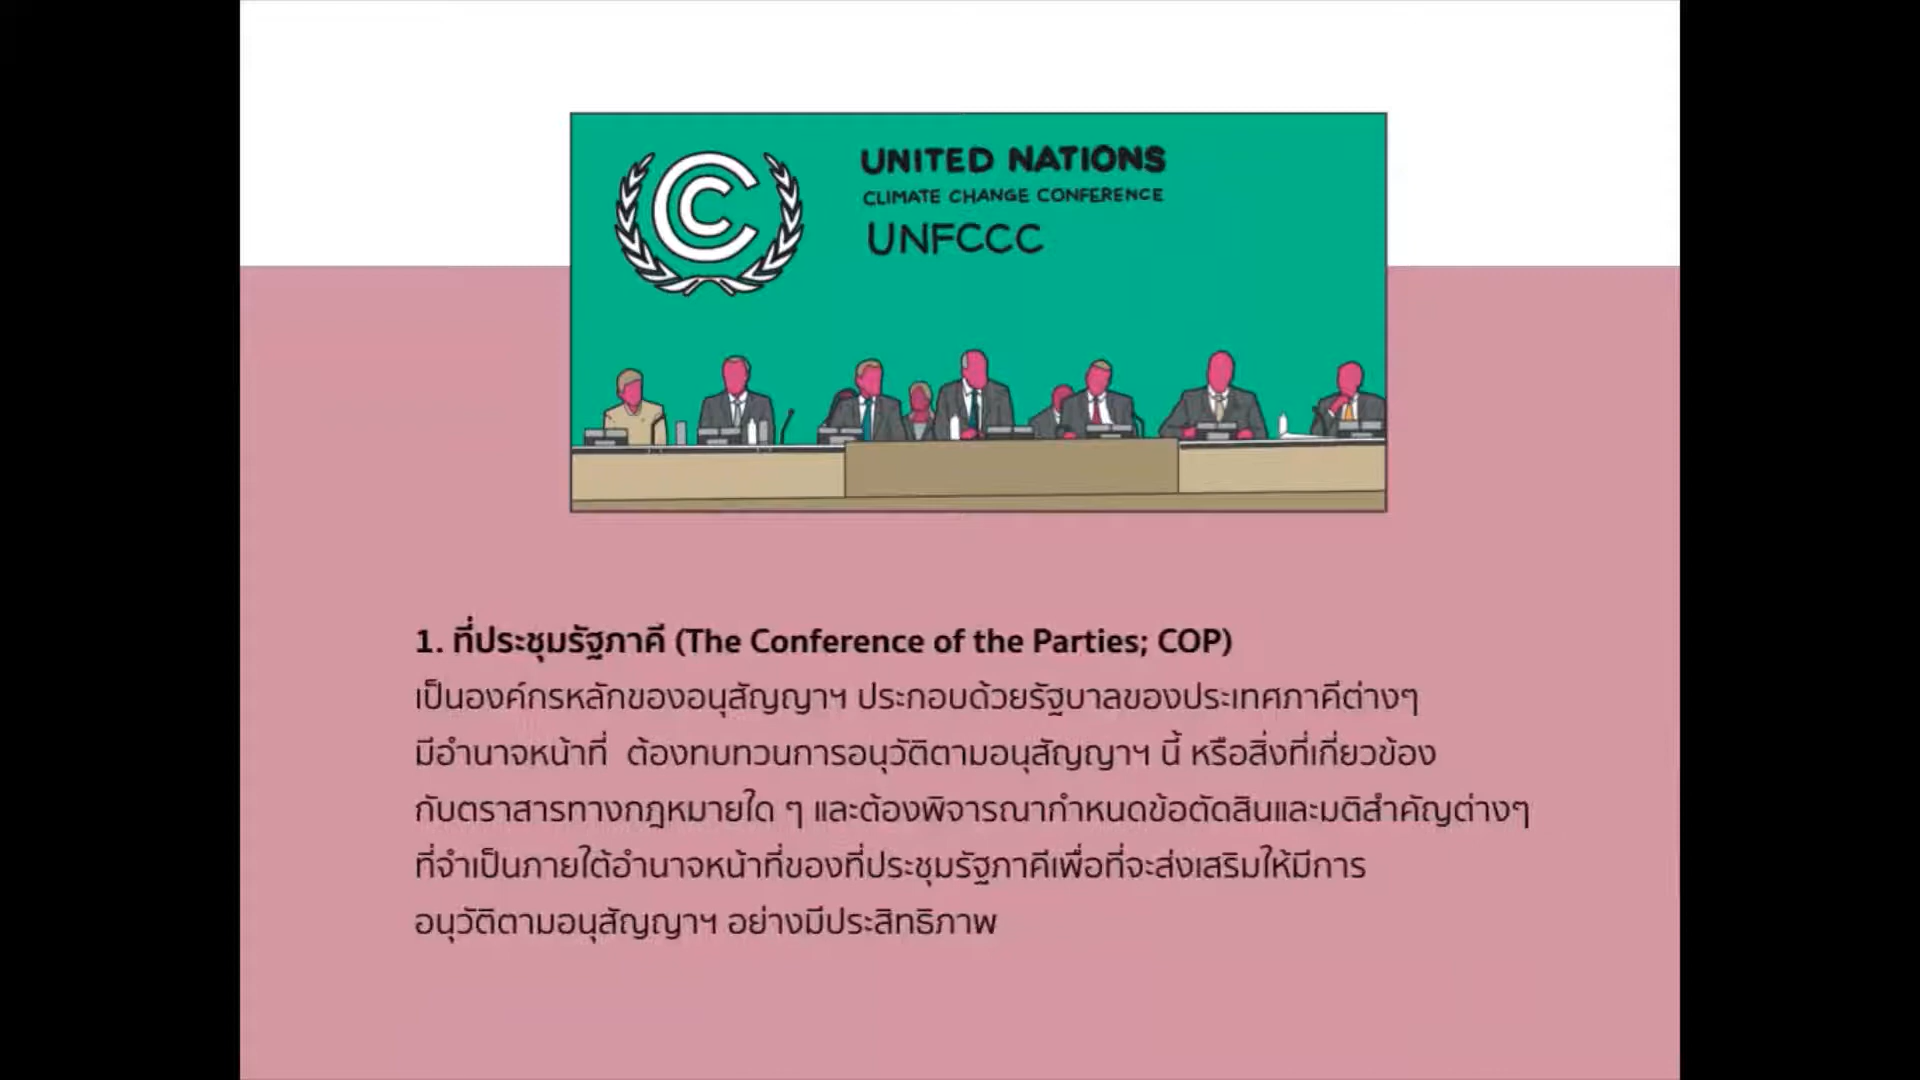 UNITED NATIONS
CLIMATE CHANGE CONFERENCE
UNFCCC
1. ที่ประชุมรัฐภาคี (The Conference of the Parties; COP)
เป็นองค์กรหลักของอนุสัญญาฯ ประกอบด้วยรัฐบาลของประเทศภาคีต่างๆ
มีอำนาจหน้าที่  ต้องทบทวนการอนุวัติตามอนุสัญญาฯ นี้ หรือสิ่งที่เกี่ยวข้อง
กับตราสารทางกฎหมายใด ๆ และต้องพิจารณากำหนดข้อตัดสินและมติสำคัญต่างๆ
ที่จำเป็นภายใต้อำนาจหน้าที่ของที่ประชุมรัฐภาคีเพื่อที่จะส่งเสริมให้มีการ
อนุวัติตามอนุสัญญาฯ อย่างมีประสิทธิภาพ